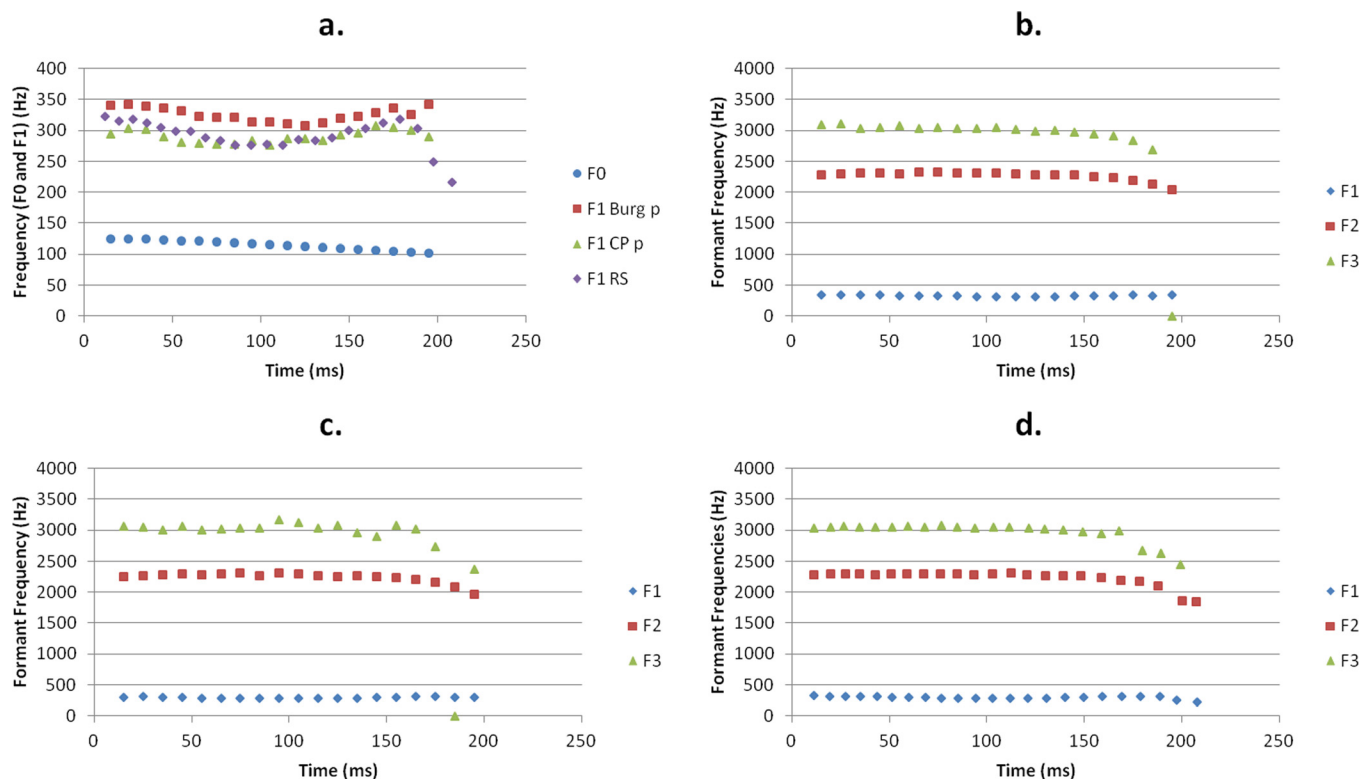 a.
Frequency (F0 and F1) (Hz)
400
350
300
250
200
150
100
50
0
0 50 100 150 200 250
Time (ms)
F0
F1 Burg p
F1 CP p
F1 RS
b.
Formant Frequency (Hz)
4000
3500
3000
2500
2000
1500
1000
500
0
0 50 100 150 200 250
Time (ms)
F1
F2
F3
c.
Formant Frequency (Hz)
4000
3500
3000
2500
2000
1500
1000
500
0
0 50 100 150 200 250
Time (ms)
F1
F2
F3
d.
Formant Frequencies (Hz)
4000
3500
3000
2500
2000
1500
1000
500
0
0 50 100 150 200 250
Time (ms)
F1
F2
F3